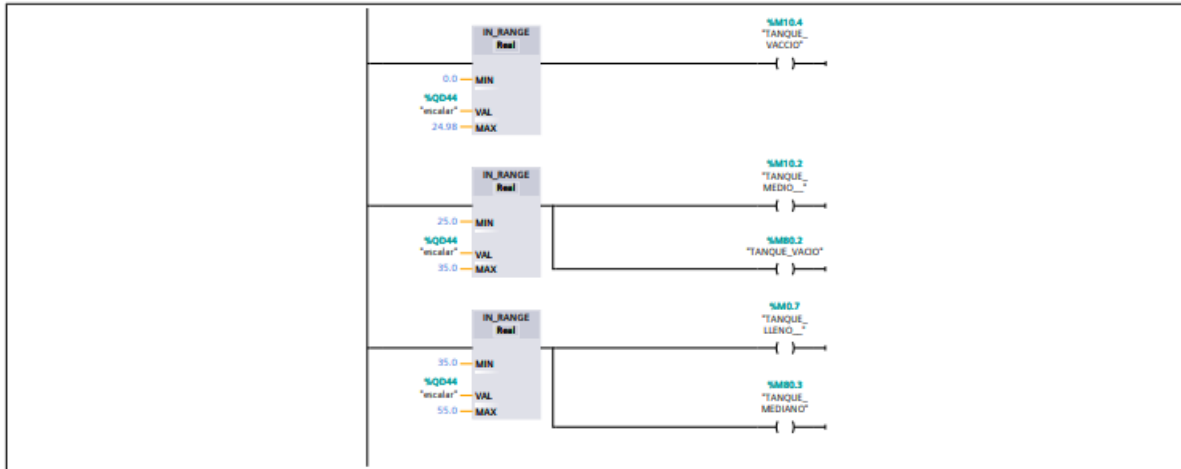 %M10.4
IN_RANGE
"TANQUE_
Real
VACCIO"
0.0
MIN
%QD44
"escalar"
VAL
24.98
MAX
%M10.2
IN_RANGE
"TANQUE_
Real
MEDIO__"
25.0
MIN
%QD44
%M80.2
"escalar"
VAL
"TANQUE_VACIO"
35.0
MAX
%M0.7
IN_RANGE
"TANQUE_
Real
LLENO__"
35.0
MIN
%QD44
%M80.3
"escalar"
VAL
"TANQUE_
55.0
MAX
MEDIANO"